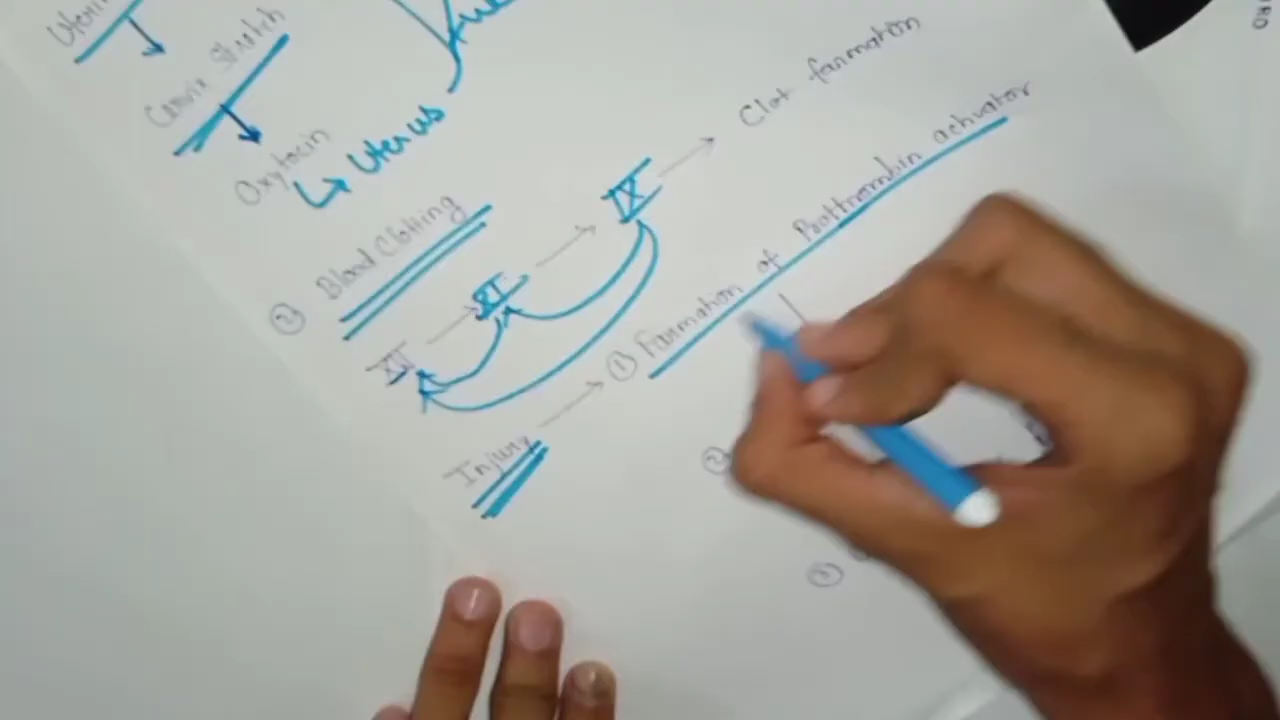 Cervix Stretch
Oxytocin
↳ Uterus
② Blood Clotting
XII → XI → IX → Clot formation
Injury → ① Formation of Prothrombin activator
②
③